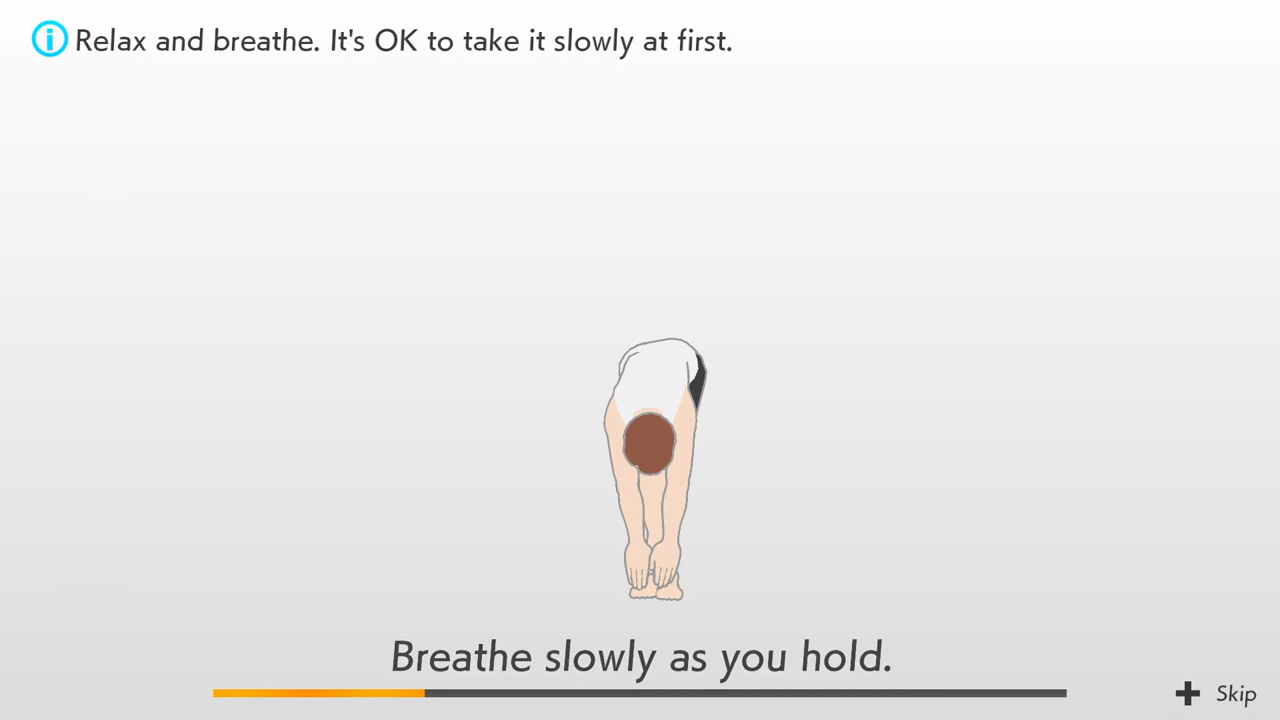 Relax and breathe. It's OK to take it slowly at first.
Breathe slowly as you hold.
Skip